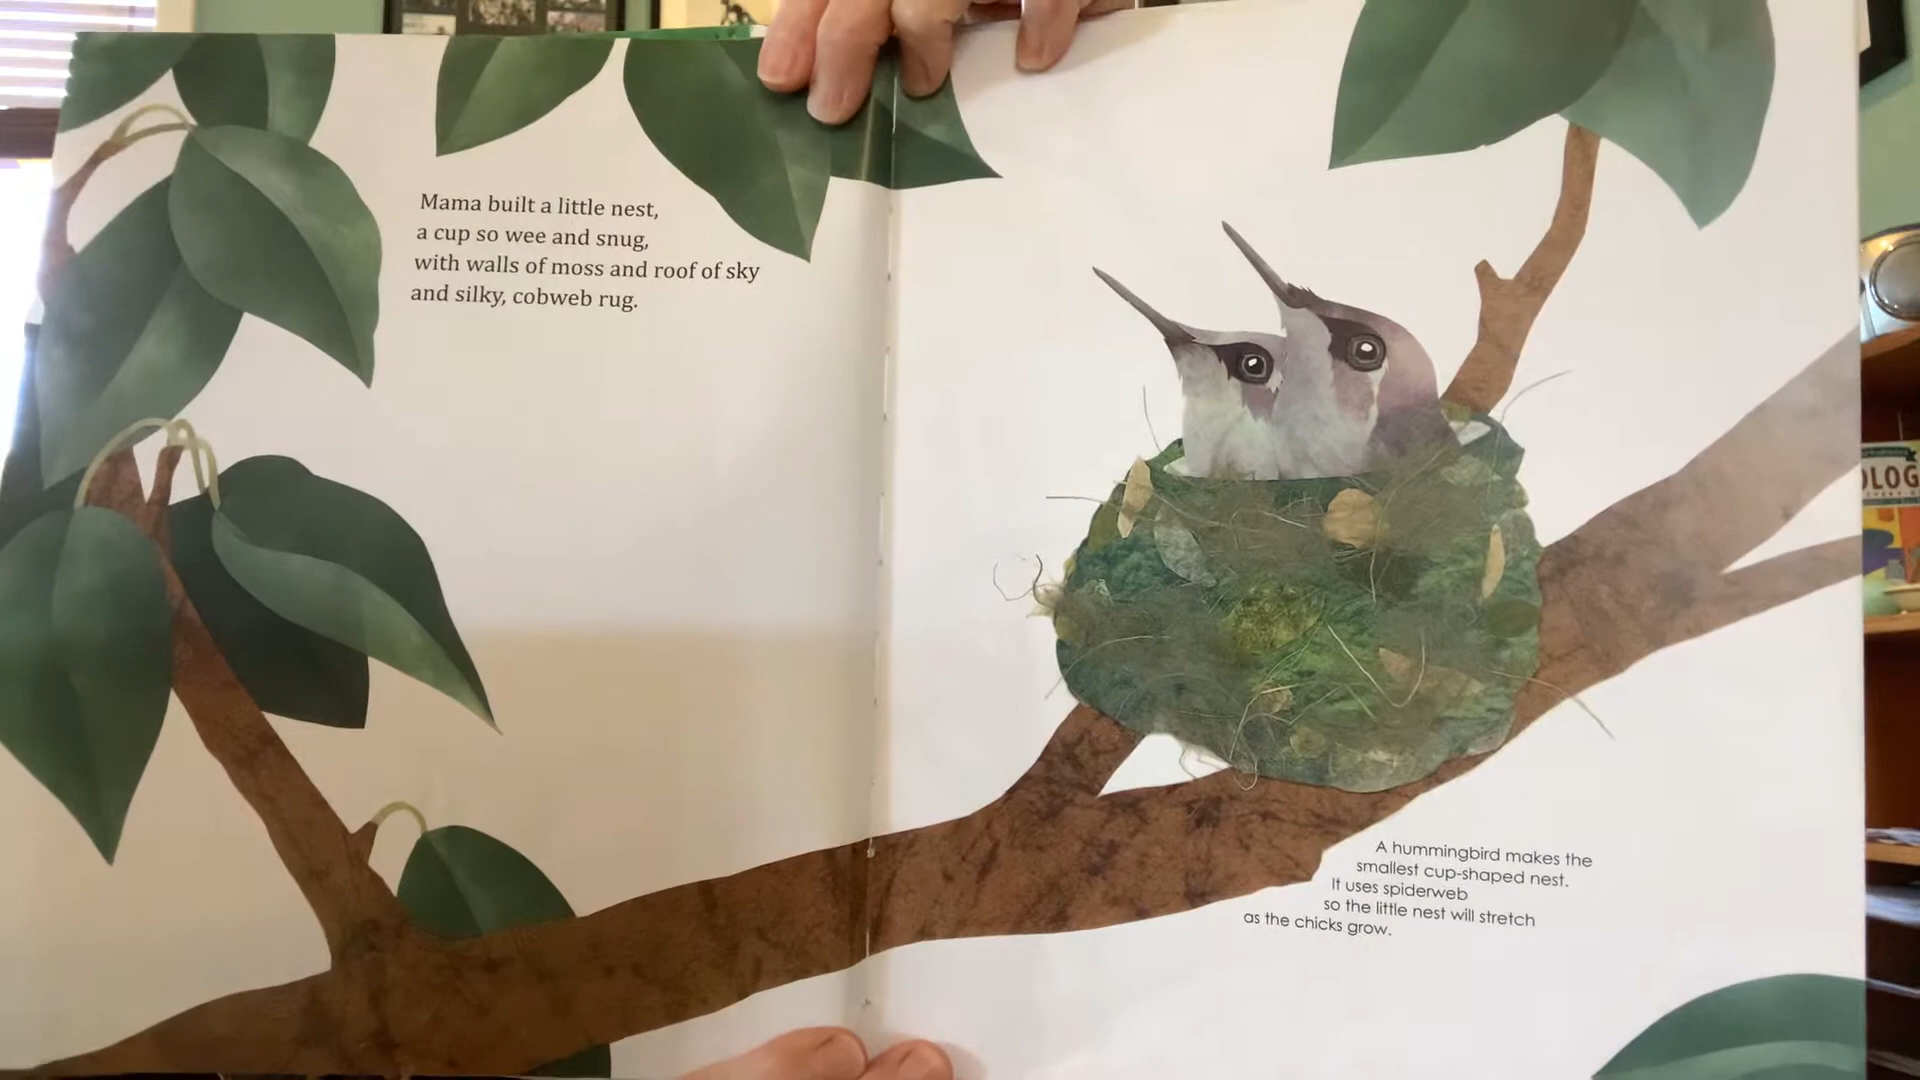 Mama built a little nest,
a cup so wee and snug,
with walls of moss and roof of sky
and silky, cobweb rug.
A hummingbird makes the
smallest cup-shaped nest.
It uses spiderweb
so the little nest will stretch
as the chicks grow.
OLOG